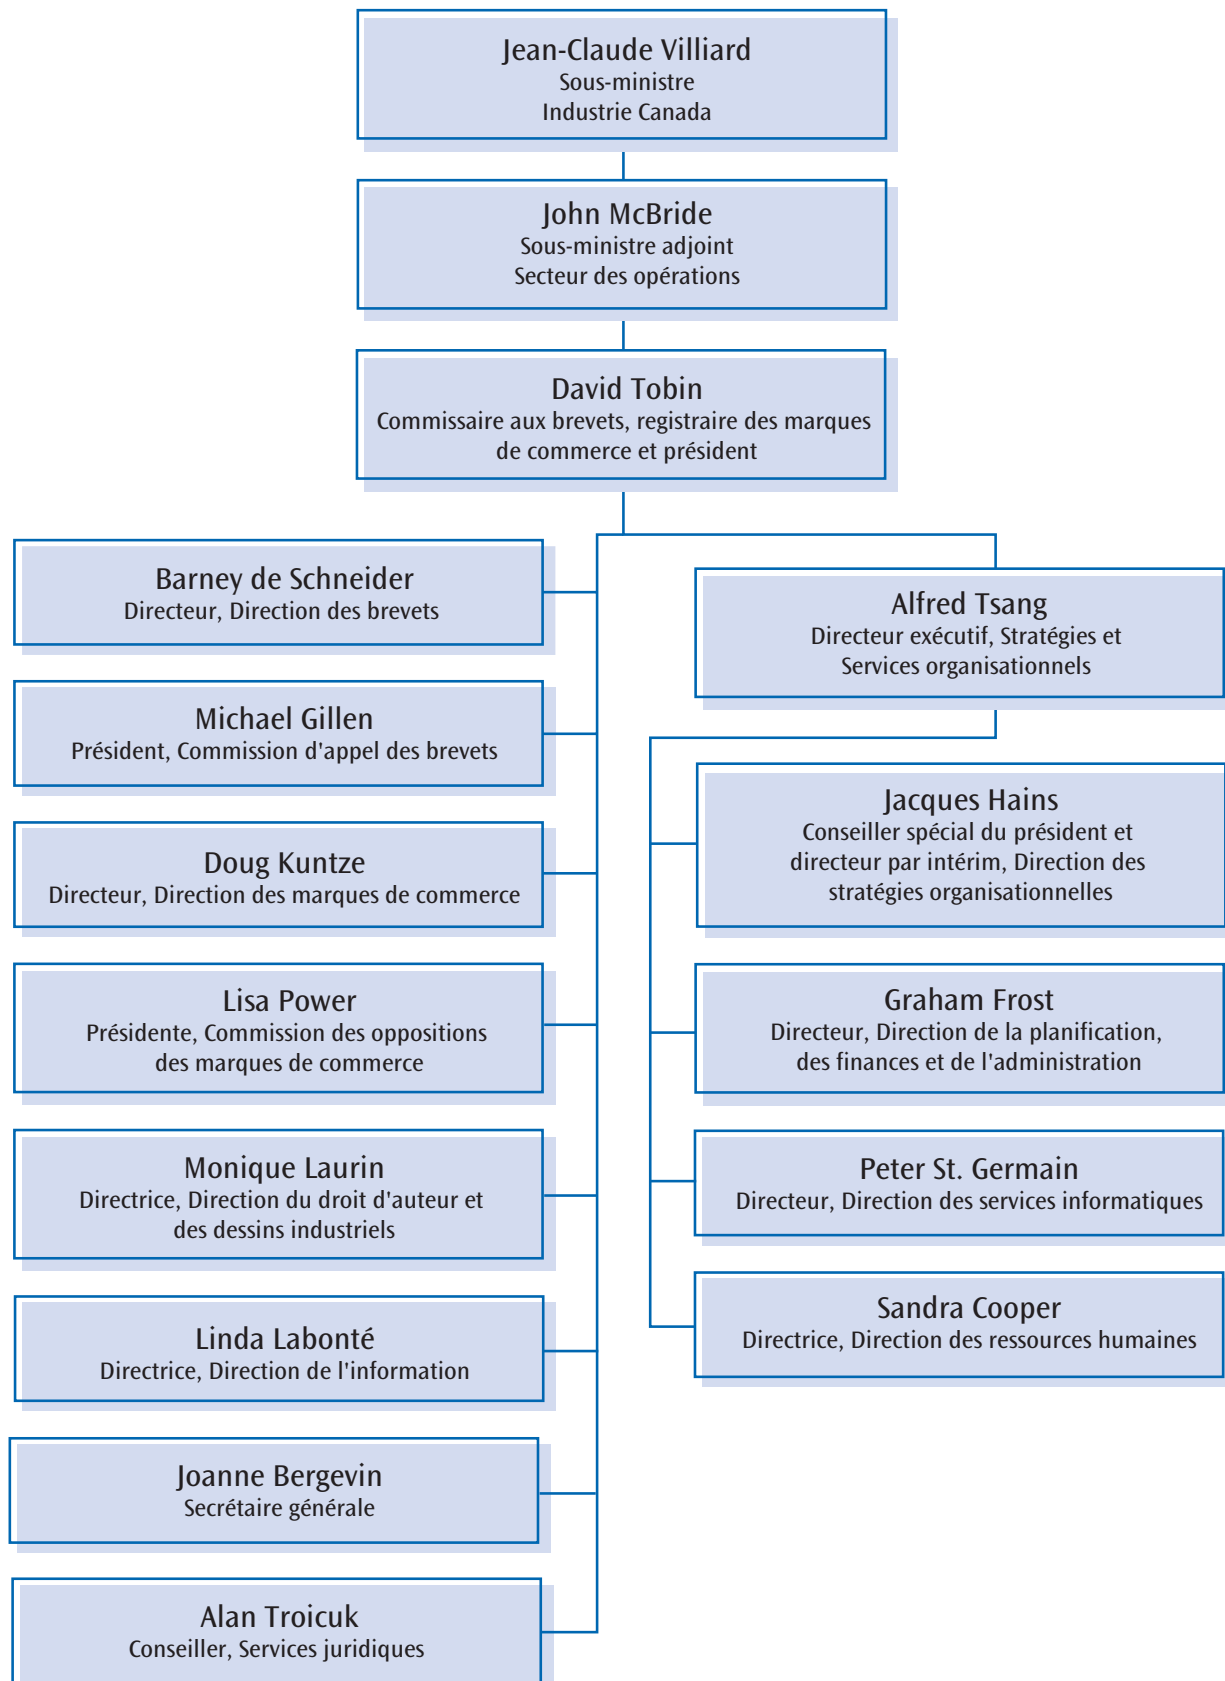 Jean-Claude Villiard
Sous-ministre
Industrie Canada
John McBride
Sous-ministre adjoint
Secteur des opérations
David Tobin
Commissaire aux brevets, registraire des marques
de commerce et président
Barney de Schneider
Directeur, Direction des brevets
Michael Gillen
Président, Commission d'appel des brevets
Doug Kuntze
Directeur, Direction des marques de commerce
Lisa Power
Présidente, Commission des oppositions
des marques de commerce
Monique Laurin
Directrice, Direction du droit d'auteur et
des dessins industriels
Linda Labonté
Directrice, Direction de l'information
Joanne Bergevin
Secrétaire générale
Alan Troicuk
Conseiller, Services juridiques
Alfred Tsang
Directeur exécutif, Stratégies et
Services organisationnels
Jacques Hains
Conseiller spécial du président et
directeur par intérim, Direction des
stratégies organisationnelles
Graham Frost
Directeur, Direction de la planification,
des finances et de l'administration
Peter St. Germain
Directeur, Direction des services informatiques
Sandra Cooper
Directrice, Direction des ressources humaines